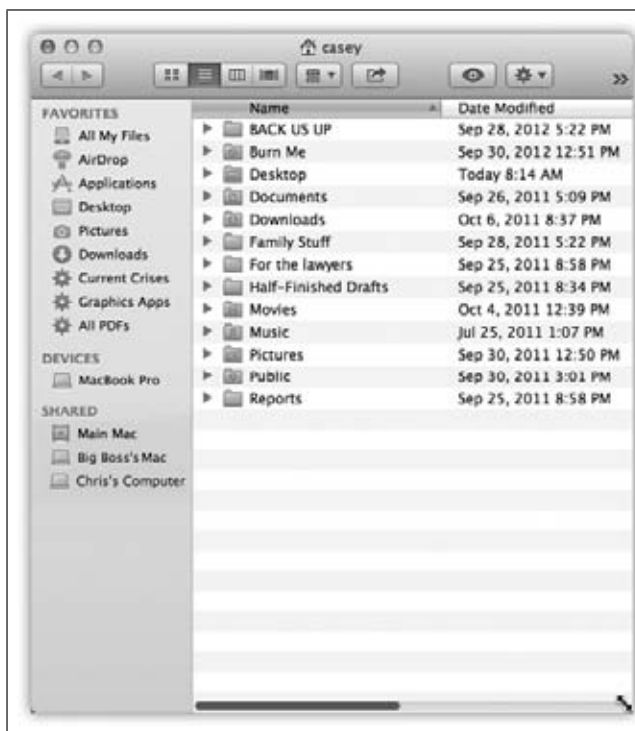 casey
FAVORITES
All My Files
AirDrop
Applications
Desktop
Pictures
Downloads
Current Crises
Graphics Apps
All PDFs
DEVICES
MacBook Pro
SHARED
Main Mac
Big Boss's Mac
Chris's Computer
Name Date Modified
BACK US UP Sep 28, 2012 5:22 PM
Burn Me Sep 30, 2012 12:51 PM
Desktop Today 8:14 AM
Documents Sep 26, 2011 5:09 PM
Downloads Oct 6, 2011 8:37 PM
Family Stuff Sep 28, 2011 5:22 PM
For the lawyers Sep 25, 2011 8:58 PM
Half-Finished Drafts Sep 25, 2011 8:34 PM
Movies Oct 4, 2011 12:39 PM
Music Jul 25, 2011 1:07 PM
Pictures Sep 30, 2011 12:50 PM
Public Sep 30, 2011 3:01 PM
Reports Sep 25, 2011 8:58 PM